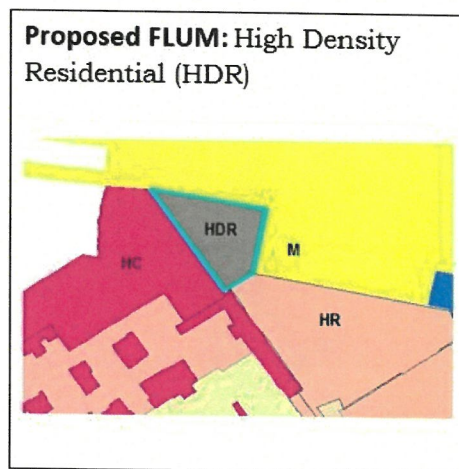 Proposed FLUM: High Density
Residential (HDR)
HDR
HC
M
HR